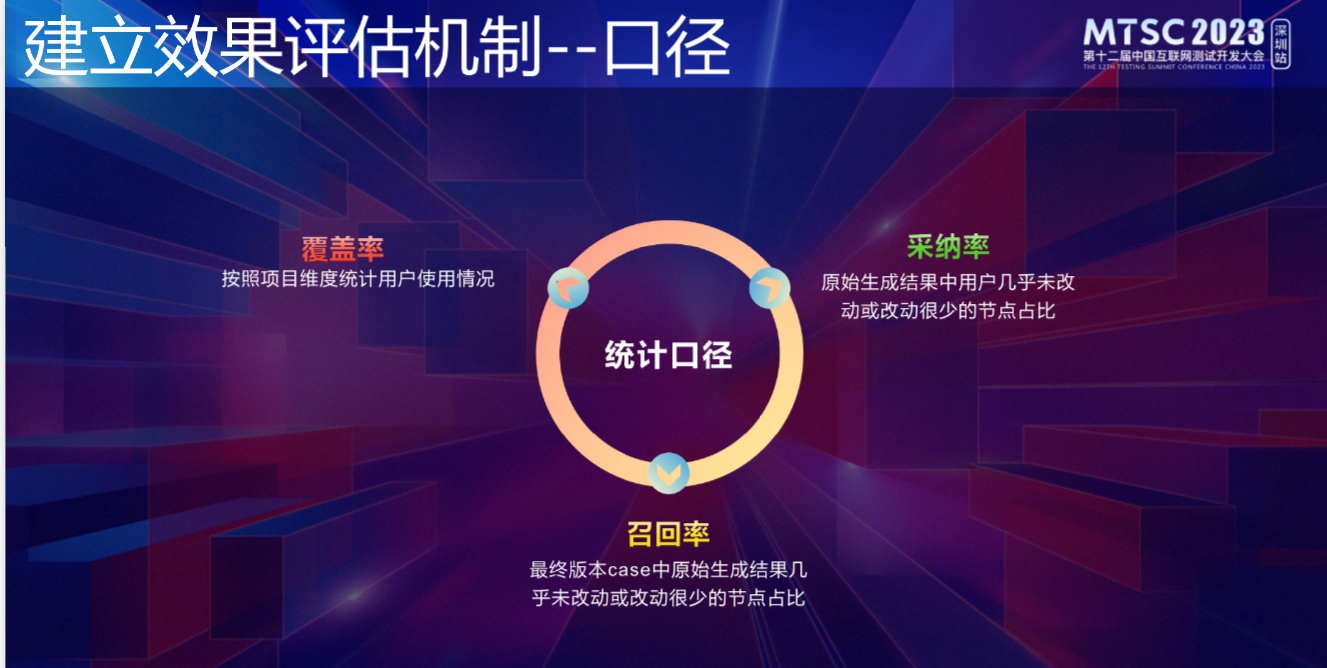 建立效果评估机制--口径
MTSC 2023
深圳站
第十二届中国互联网测试开发大会
THE 12TH TESTING SUMMIT CONFERENCE CHINA 2023
覆盖率
按照项目维度统计用户使用情况
采纳率
原始生成结果中用户几乎未改
动或改动很少的节点占比
统计口径
召回率
最终版本case中原始生成结果几
乎未改动或改动很少的节点占比